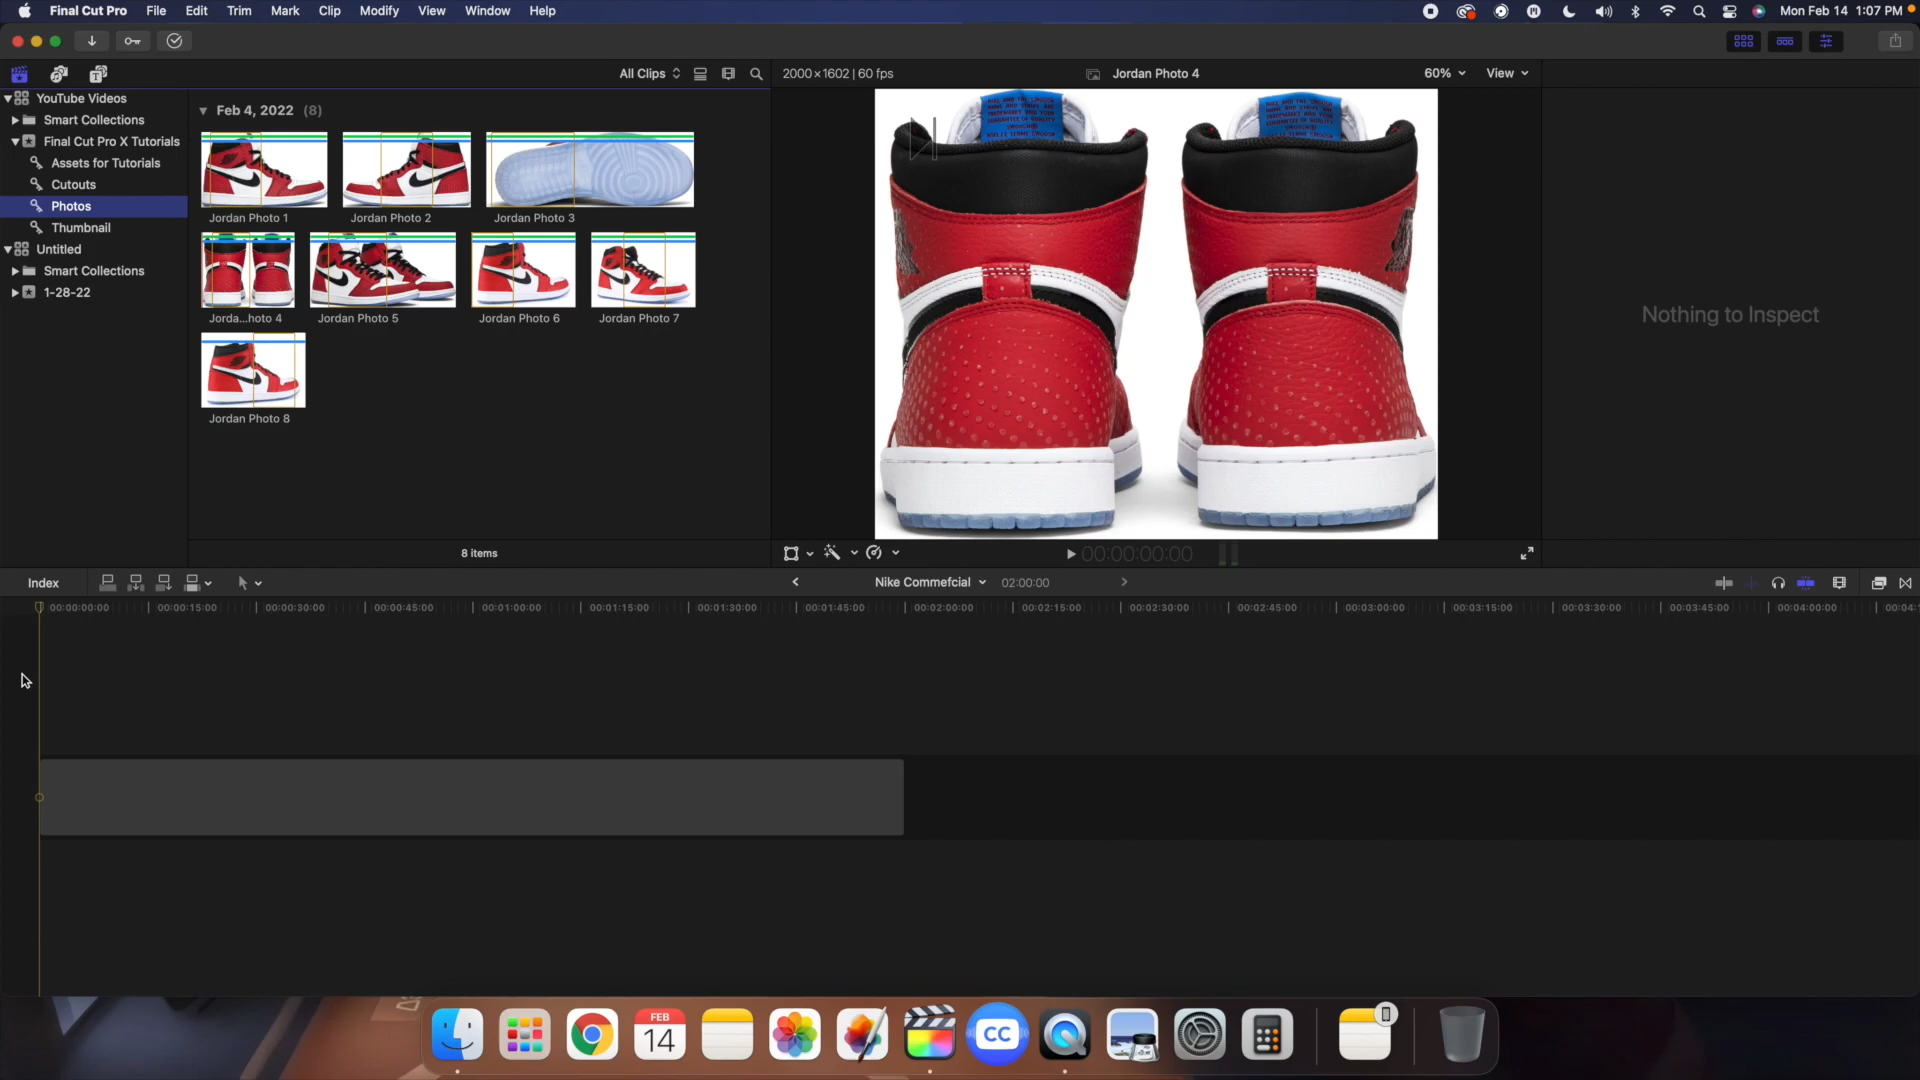 Final Cut Pro File Edit Trim Mark Clip Modify View Window Help Mon Feb 14 1:07 PM
All Clips 2000×1602 | 60 fps Jordan Photo 4 60% View
YouTube Videos
Smart Collections
Final Cut Pro X Tutorials
Assets for Tutorials
Cutouts
Photos
Thumbnail
Untitled
Smart Collections
1-28-22
Feb 4, 2022 (8)
Jordan Photo 1 Jordan Photo 2 Jordan Photo 3
Jorda...hoto 4 Jordan Photo 5 Jordan Photo 6 Jordan Photo 7
Jordan Photo 8
8 items
Nothing to Inspect
00:00:00:00
Index Nike Commefcial 02:00:00
00:00:00:00 00:00:15:00 00:00:30:00 00:00:45:00 00:01:00:00 00:01:15:00 00:01:30:00 00:01:45:00 00:02:00:00 00:02:15:00 00:02:30:00 00:02:45:00 00:03:00:00 00:03:15:00 00:03:30:00 00:03:45:00 00:04:00:00 00:04:
FEB
14
CC